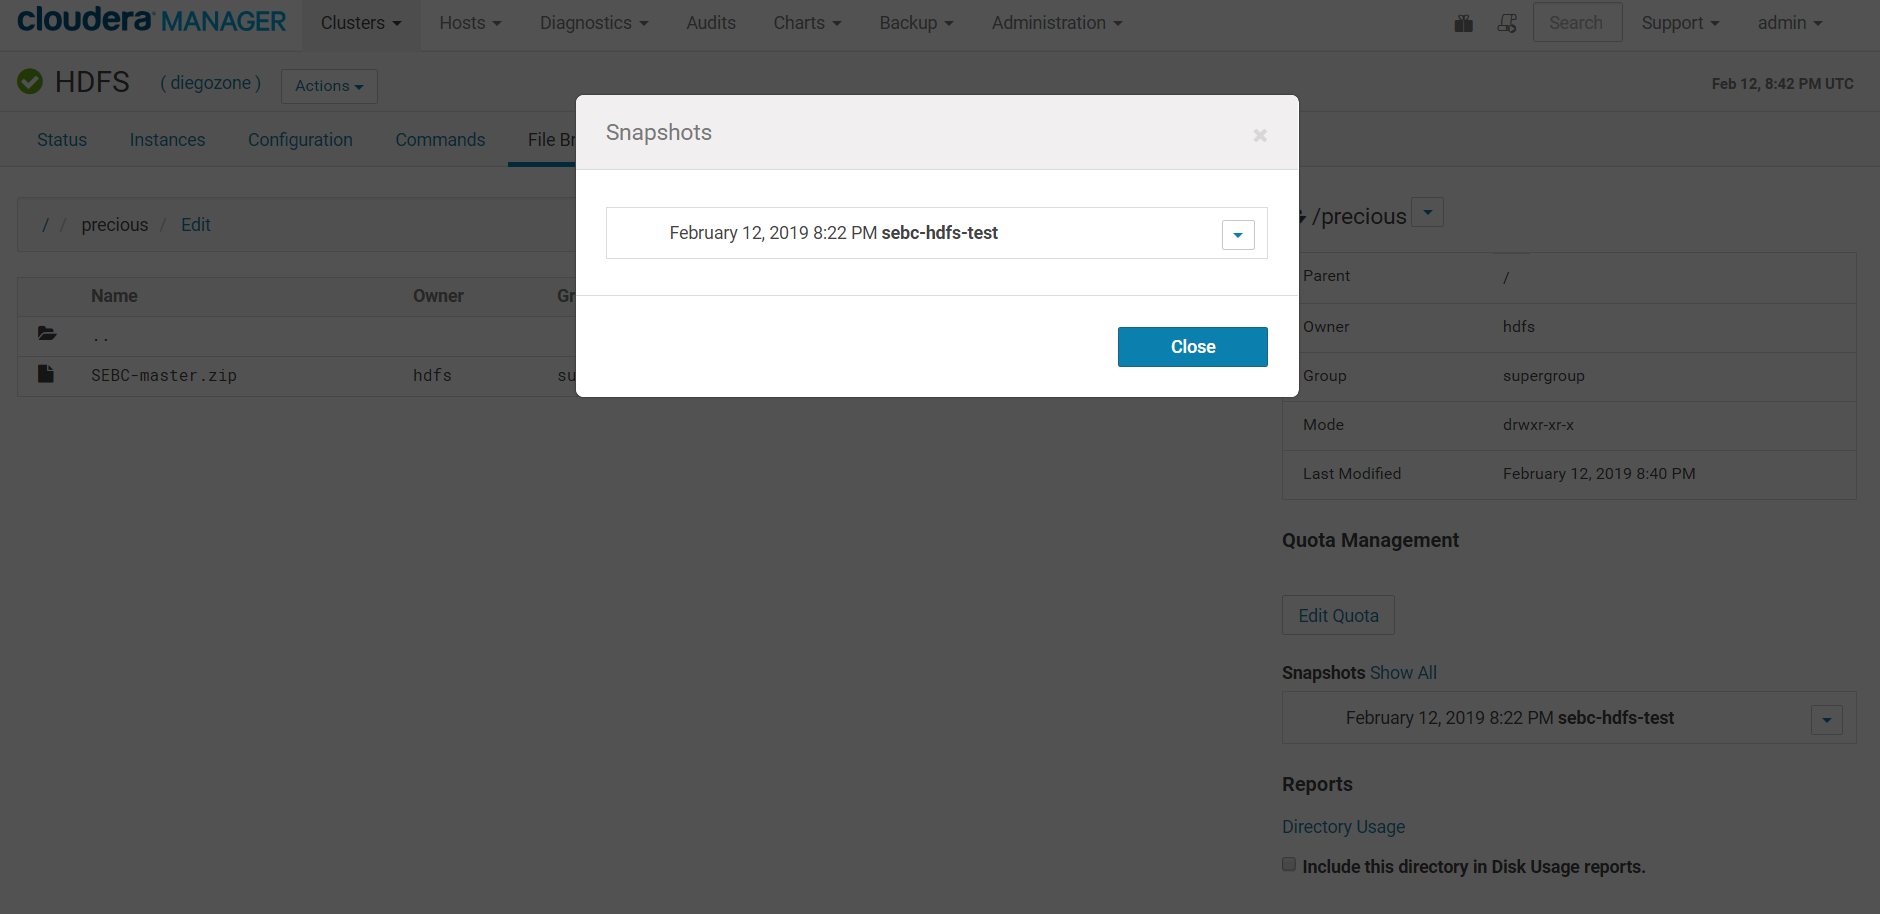 cloudera MANAGER Clusters Hosts Diagnostics Audits Charts Backup Administration Search Support admin
HDFS ( diegozone ) Actions Feb 12, 8:42 PM UTC
Status Instances Configuration Commands File Br
Snapshots ×
February 12, 2019 8:22 PM sebc-hdfs-test
Close
/ / precious / Edit
Name Owner Gr
..
SEBC-master.zip hdfs su
/precious
Parent /
Owner hdfs
Group supergroup
Mode drwxr-xr-x
Last Modified February 12, 2019 8:40 PM
Quota Management
Edit Quota
Snapshots Show All
February 12, 2019 8:22 PM sebc-hdfs-test
Reports
Directory Usage
Include this directory in Disk Usage reports.